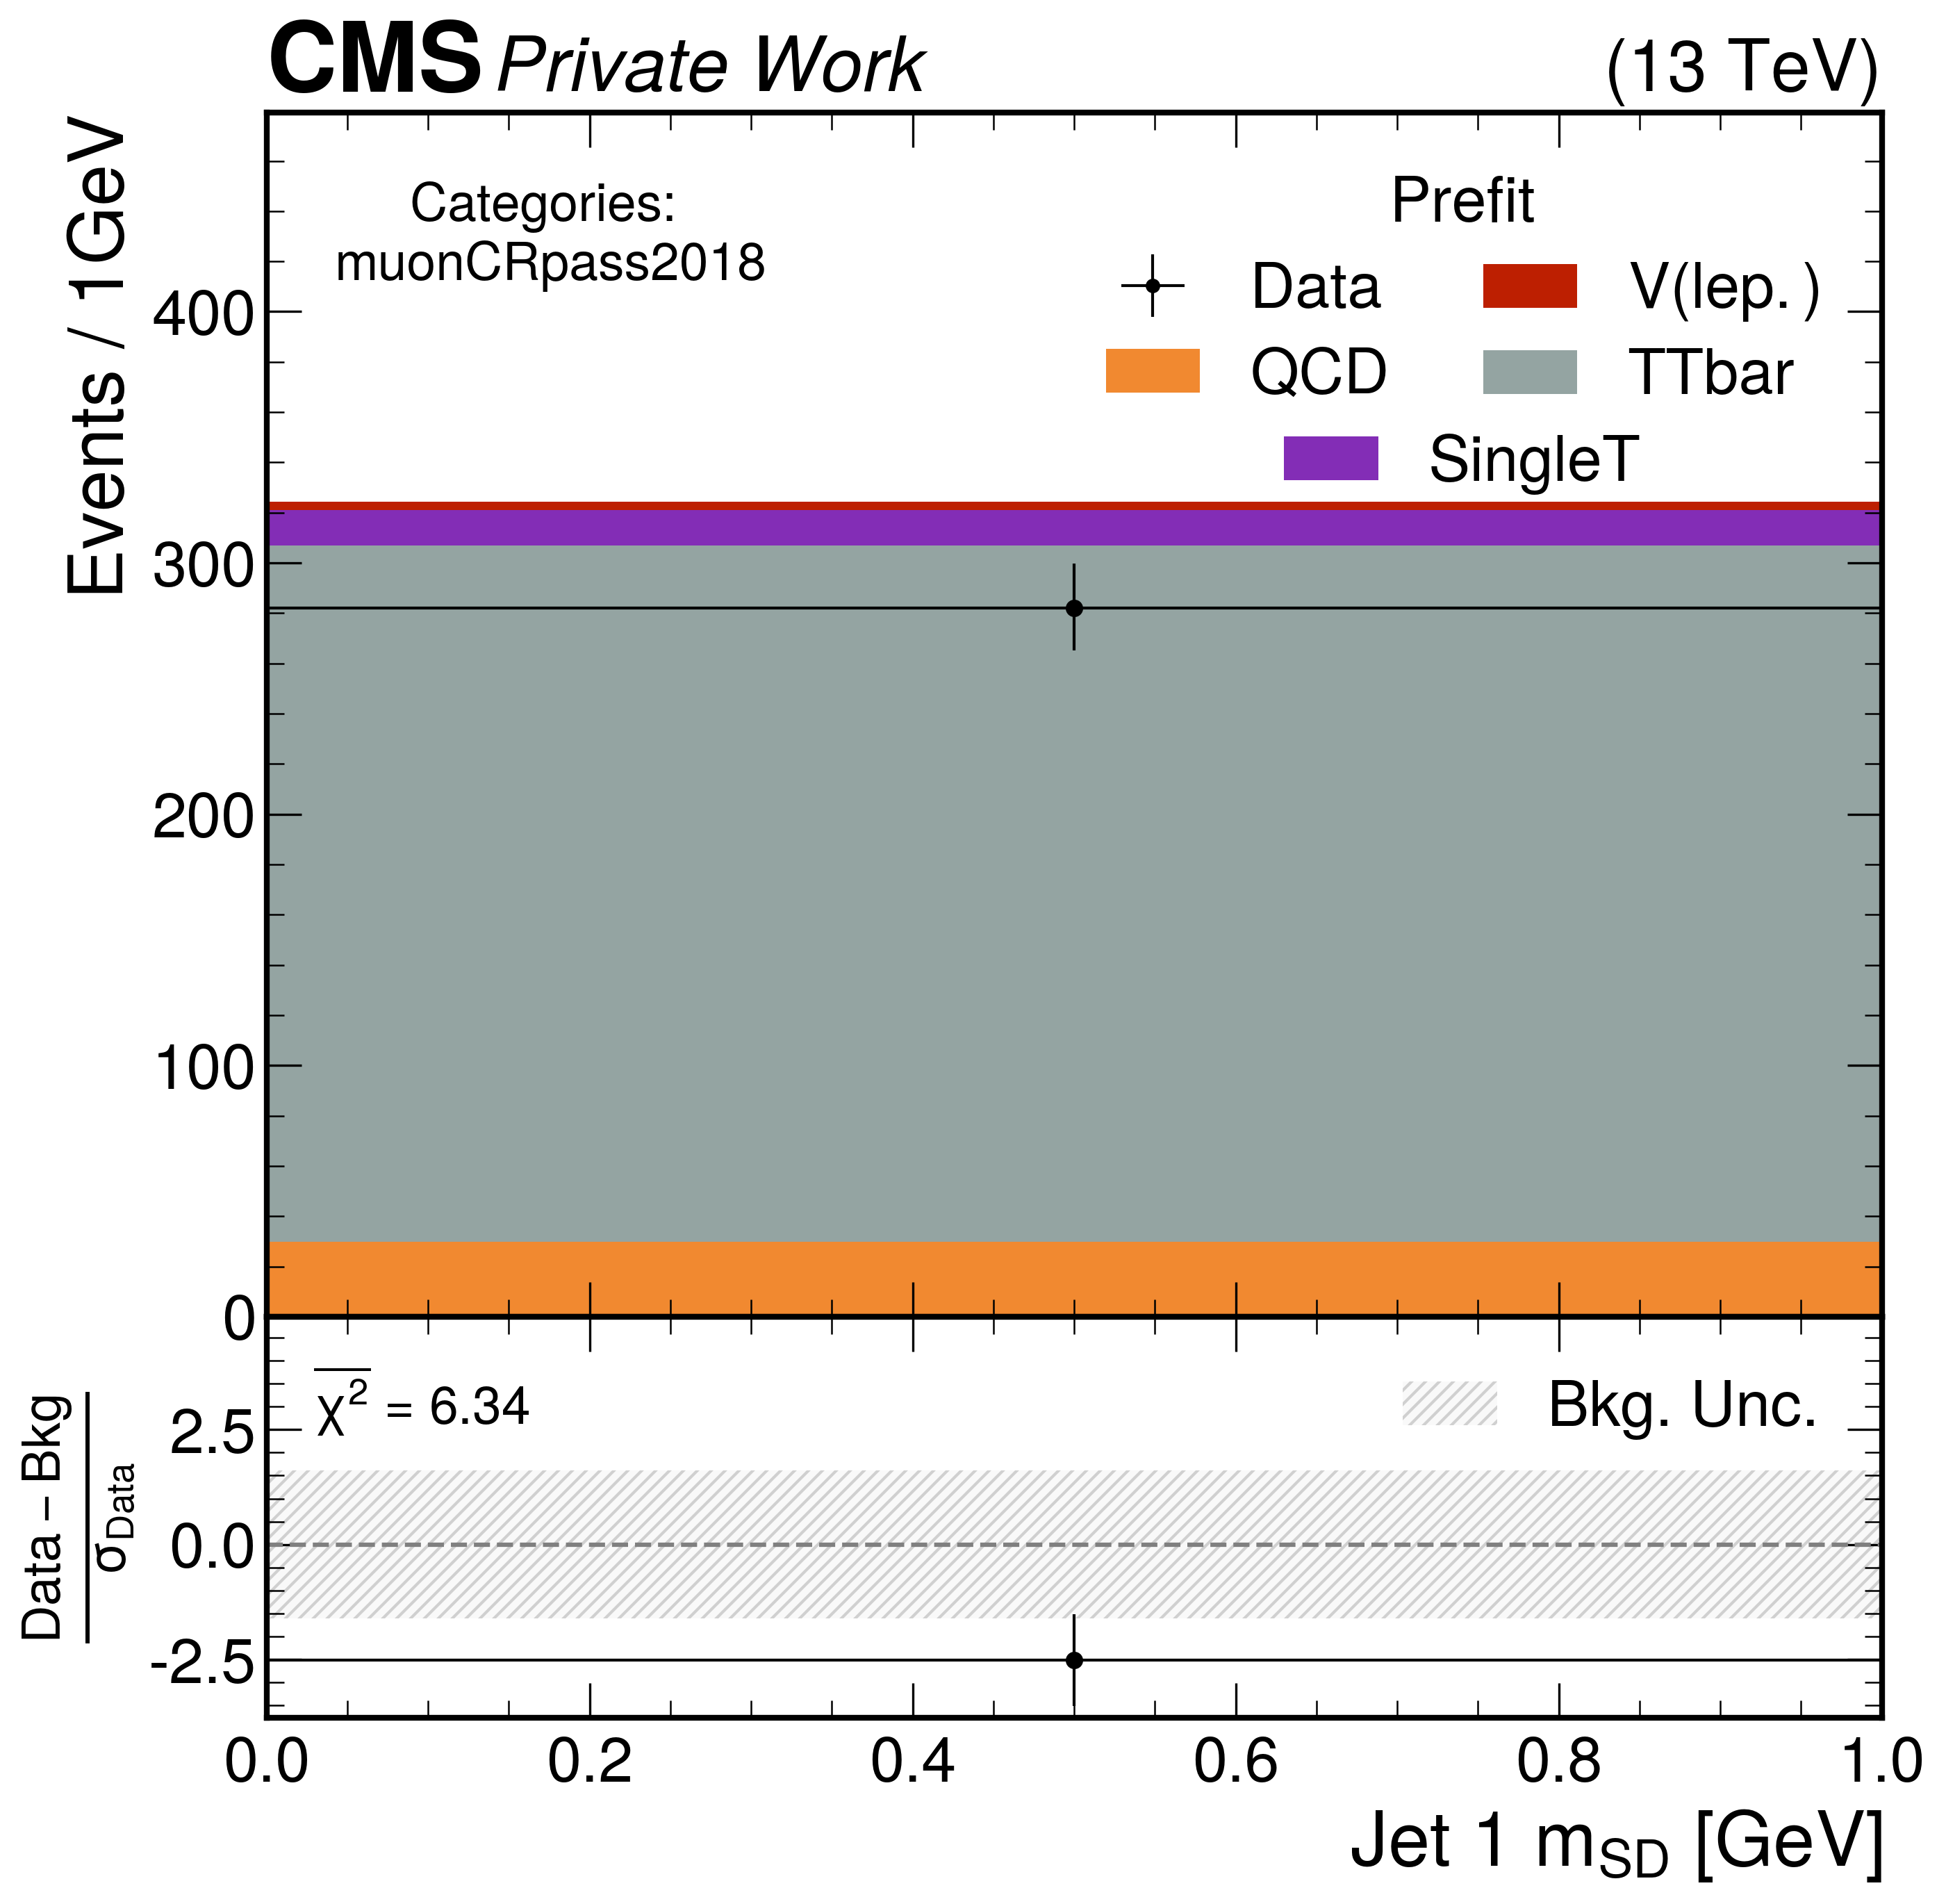 CMS Private Work (13 TeV)
Events / 1 GeV
Categories:
muonCRpass2018
Prefit
Data V(lep.)
QCD TTbar
SingleT
400
300
200
100
0
χ² = 6.34
Bkg. Unc.
Data – Bkg
σData
2.5
0.0
-2.5
0.0 0.2 0.4 0.6 0.8 1.0
Jet 1 mSD [GeV]